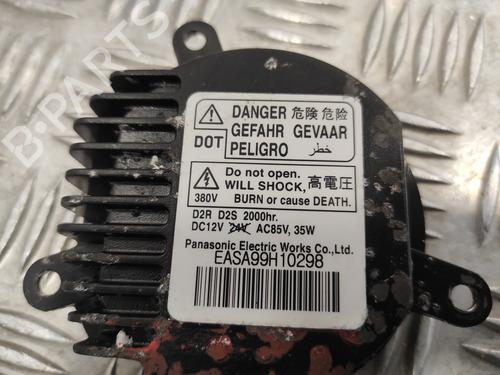 DANGER 危険 危险
GEFAHR GEVAAR
DOT PELIGRO خطر
Do not open.
WILL SHOCK, 高電圧
380V BURN or cause DEATH.
D2R D2S 2000hr.
DC12V 24V AC85V, 35W
Panasonic Electric Works Co.,Ltd.
EASA99H10298
B-PARTS